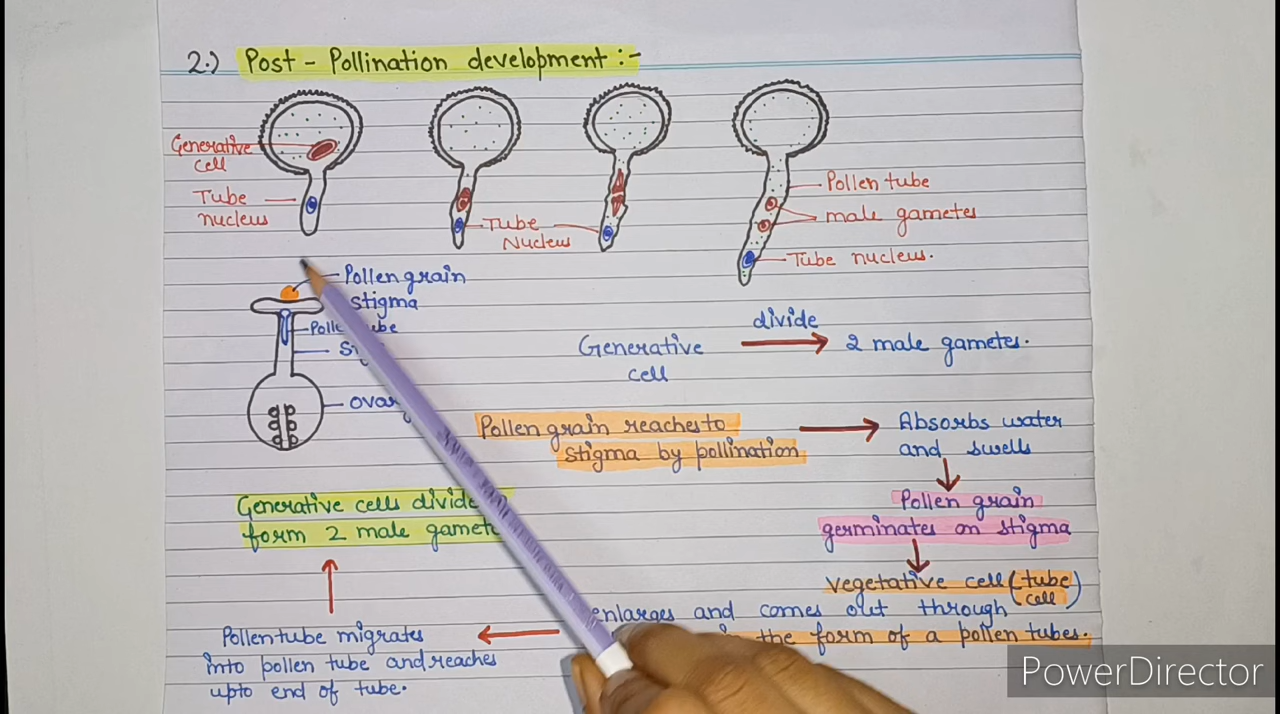 2.) Post - Pollination development :-
Generative
cell
Tube
nucleus
Tube
Nucleus
Pollen tube
male gametes
Tube nucleus.
Pollen grain
stigma
Generative
cell
divide
2 male gametes.
Pollen grain reaches to
stigma by pollination
Absorbs water
and swells
Pollen grain
germinates on stigma
vegetative cell (tube
cell)
enlarges and comes out through
the form of a pollen tubes.
Pollen tube migrates
into pollen tube and reaches
upto end of tube.
Generative cells divide
form 2 male
PowerDirector